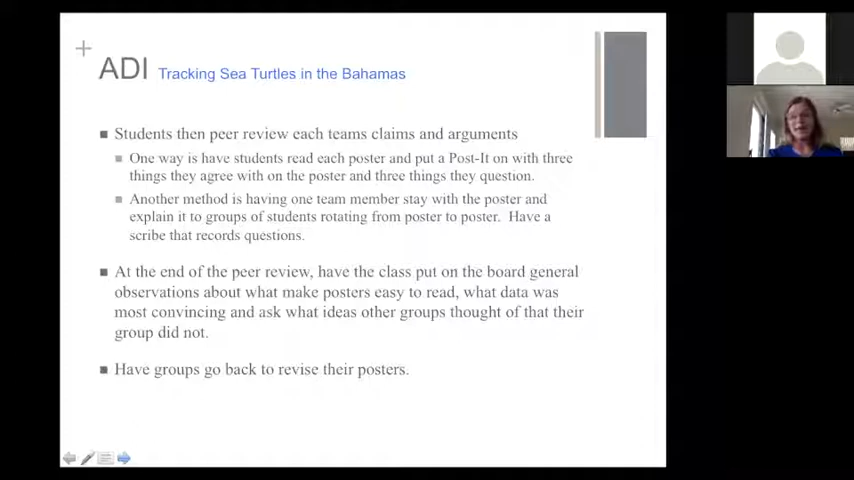 ADI Tracking Sea Turtles in the Bahamas
Students then peer review each teams claims and arguments
One way is have students read each poster and put a Post-It on with three
things they agree with on the poster and three things they question.
Another method is having one team member stay with the poster and
explain it to groups of students rotating from poster to poster. Have a
scribe that records questions.
At the end of the peer review, have the class put on the board general
observations about what make posters easy to read, what data was
most convincing and ask what ideas other groups thought of that their
group did not.
Have groups go back to revise their posters.